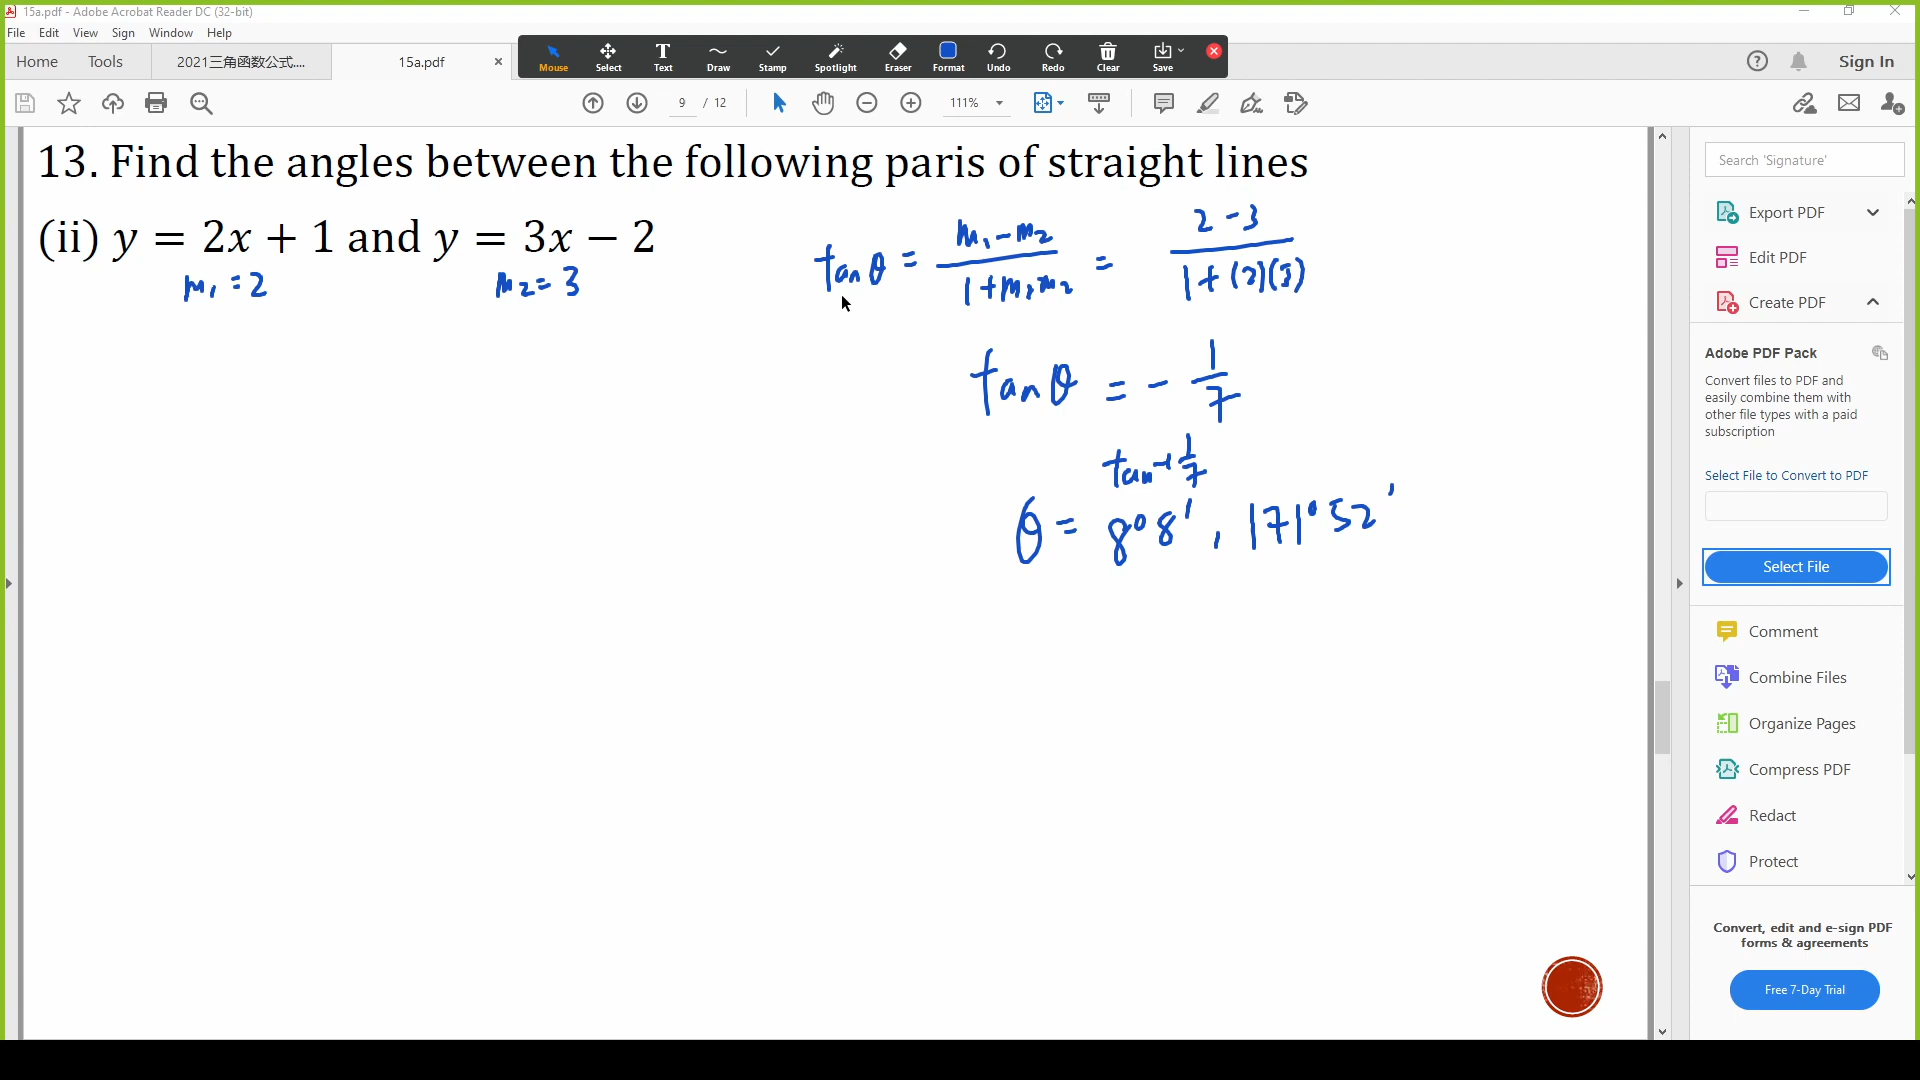 15a.pdf - Adobe Acrobat Reader DC (32-bit)
File Edit View Sign Window Help
Home Tools 2021三角函数公式.... 15a.pdf ×
Mouse Select Text Draw Stamp Spotlight Eraser Format Undo Redo Clear Save
Sign In
9 / 12 111%
13. Find the angles between the following paris of straight lines
(ii) y = 2x + 1 and y = 3x − 2
m₁ = 2 m₂ = 3
tan θ = (m₁ − m₂)/(1 + m₁m₂) = (2 − 3)/(1 + (2)(3))
tan θ = − 1/7
tan⁻¹ 1/7
θ = 8° 8' , 171° 52'
Search 'Signature'
Export PDF
Edit PDF
Create PDF
Adobe PDF Pack
Convert files to PDF and
easily combine them with
other file types with a paid
subscription
Select File to Convert to PDF
Select File
Comment
Combine Files
Organize Pages
Compress PDF
Redact
Protect
Convert, edit and e-sign PDF
forms & agreements
Free 7-Day Trial